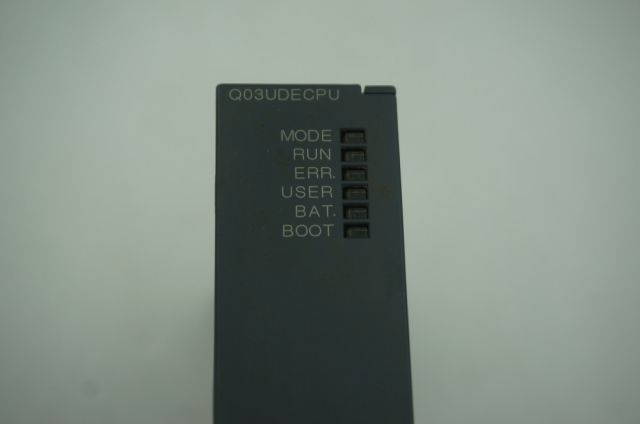 Q03UDECPU
MODE
RUN
ERR.
USER
BAT.
BOOT